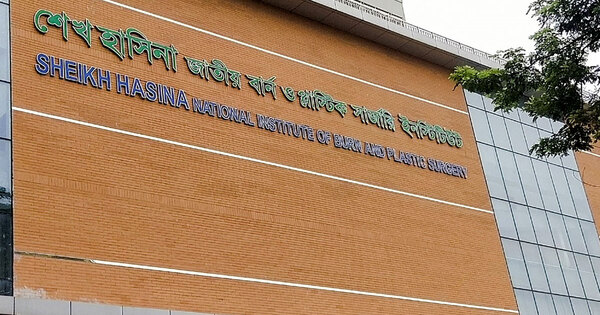 শেখ হাসিনা জাতীয় বার্ন ও প্লাস্টিক সার্জারি ইনস্টিটিউট
SHEIKH HASINA NATIONAL INSTITUTE OF BURN AND PLASTIC SURGERY